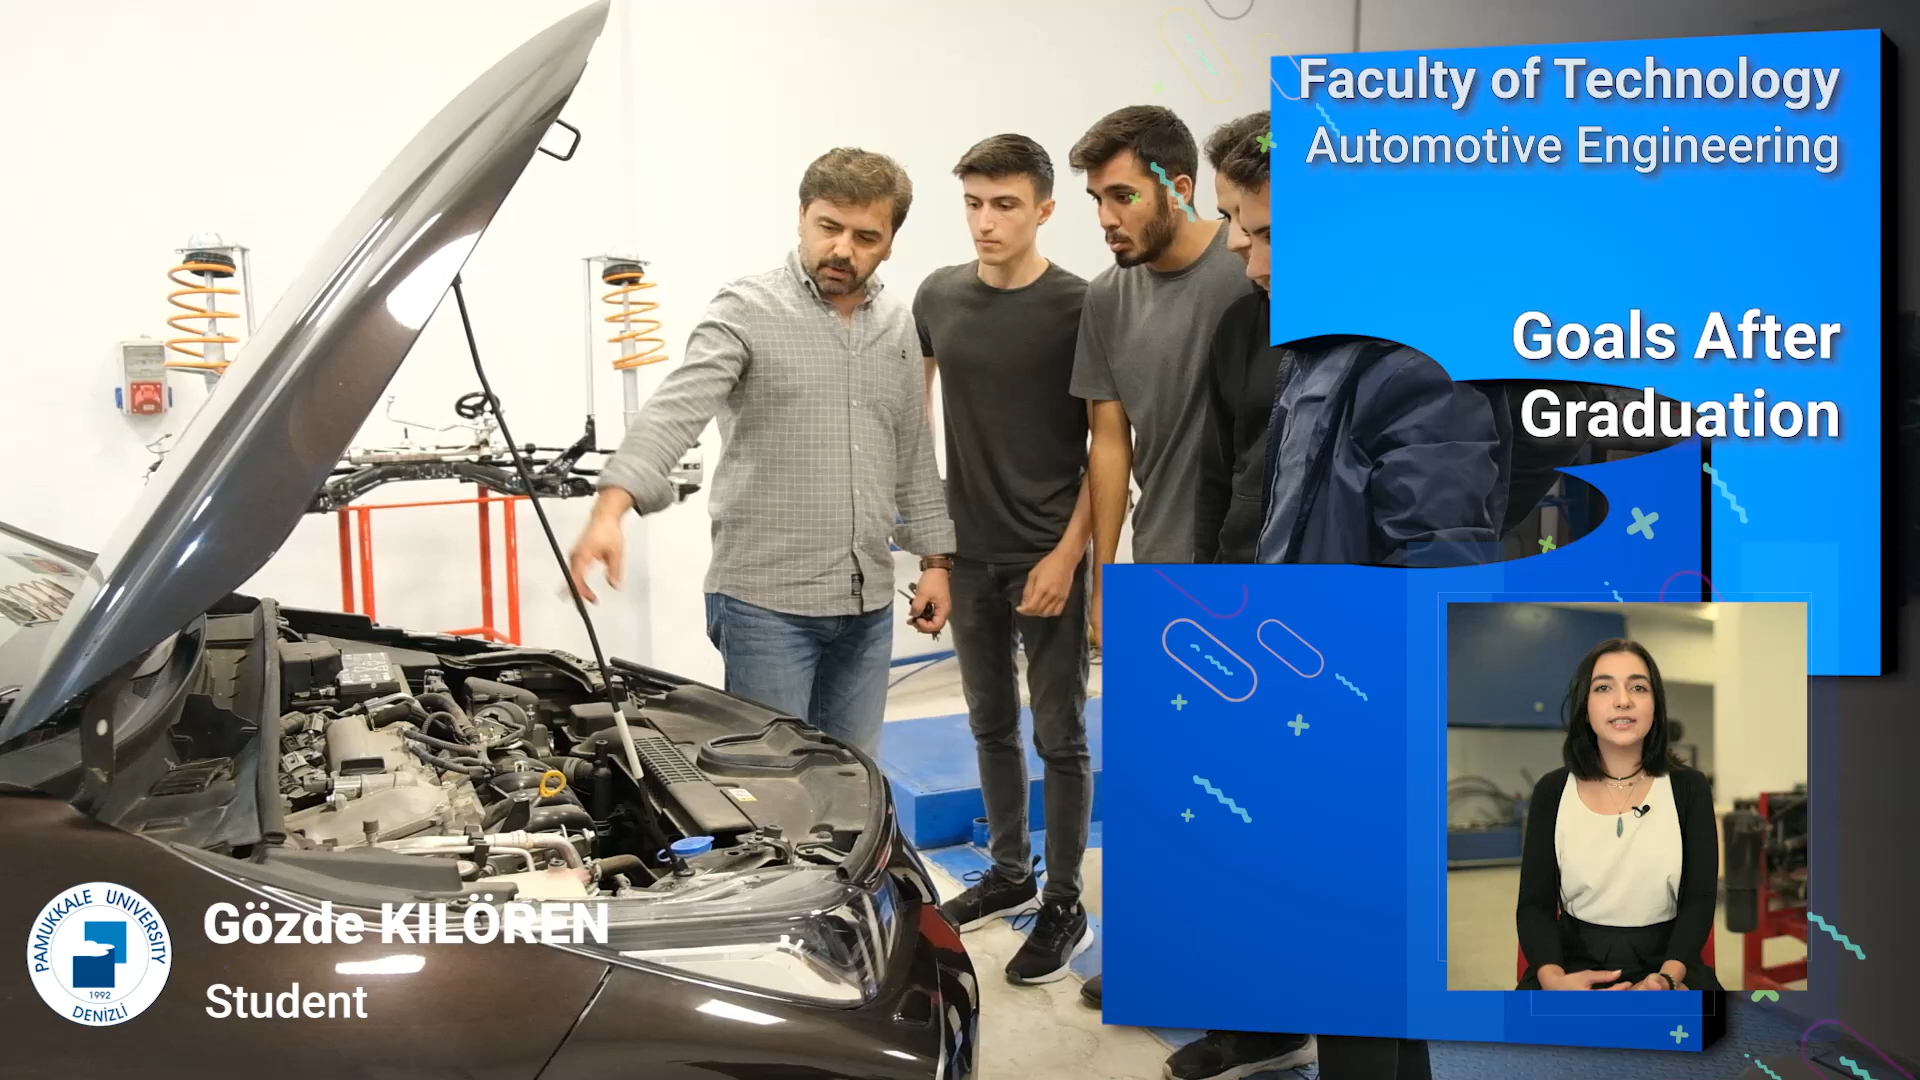 Faculty of Technology
Automotive Engineering
Goals After
Graduation
PAMUKKALE UNIVERSITY
1992
DENİZLİ
Gözde KILÖREN
Student